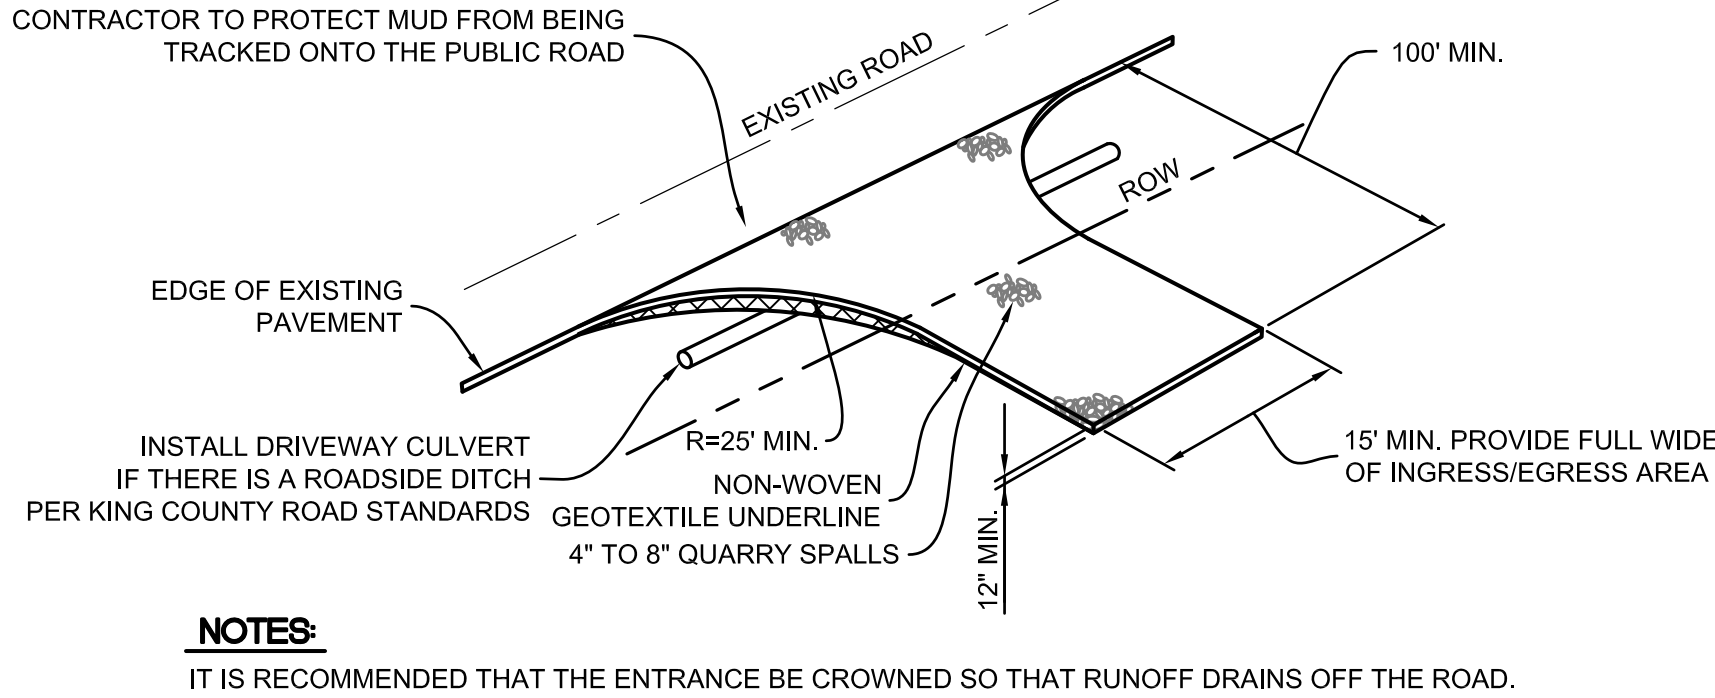 CONTRACTOR TO PROTECT MUD FROM BEING
TRACKED ONTO THE PUBLIC ROAD
EXISTING ROAD
100' MIN.
ROW
EDGE OF EXISTING
PAVEMENT
INSTALL DRIVEWAY CULVERT
IF THERE IS A ROADSIDE DITCH
PER KING COUNTY ROAD STANDARDS
R=25' MIN.
NON-WOVEN
GEOTEXTILE UNDERLINE
4" TO 8" QUARRY SPALLS
12" MIN.
15' MIN. PROVIDE FULL WIDE
OF INGRESS/EGRESS AREA
NOTES:
IT IS RECOMMENDED THAT THE ENTRANCE BE CROWNED SO THAT RUNOFF DRAINS OFF THE ROAD.